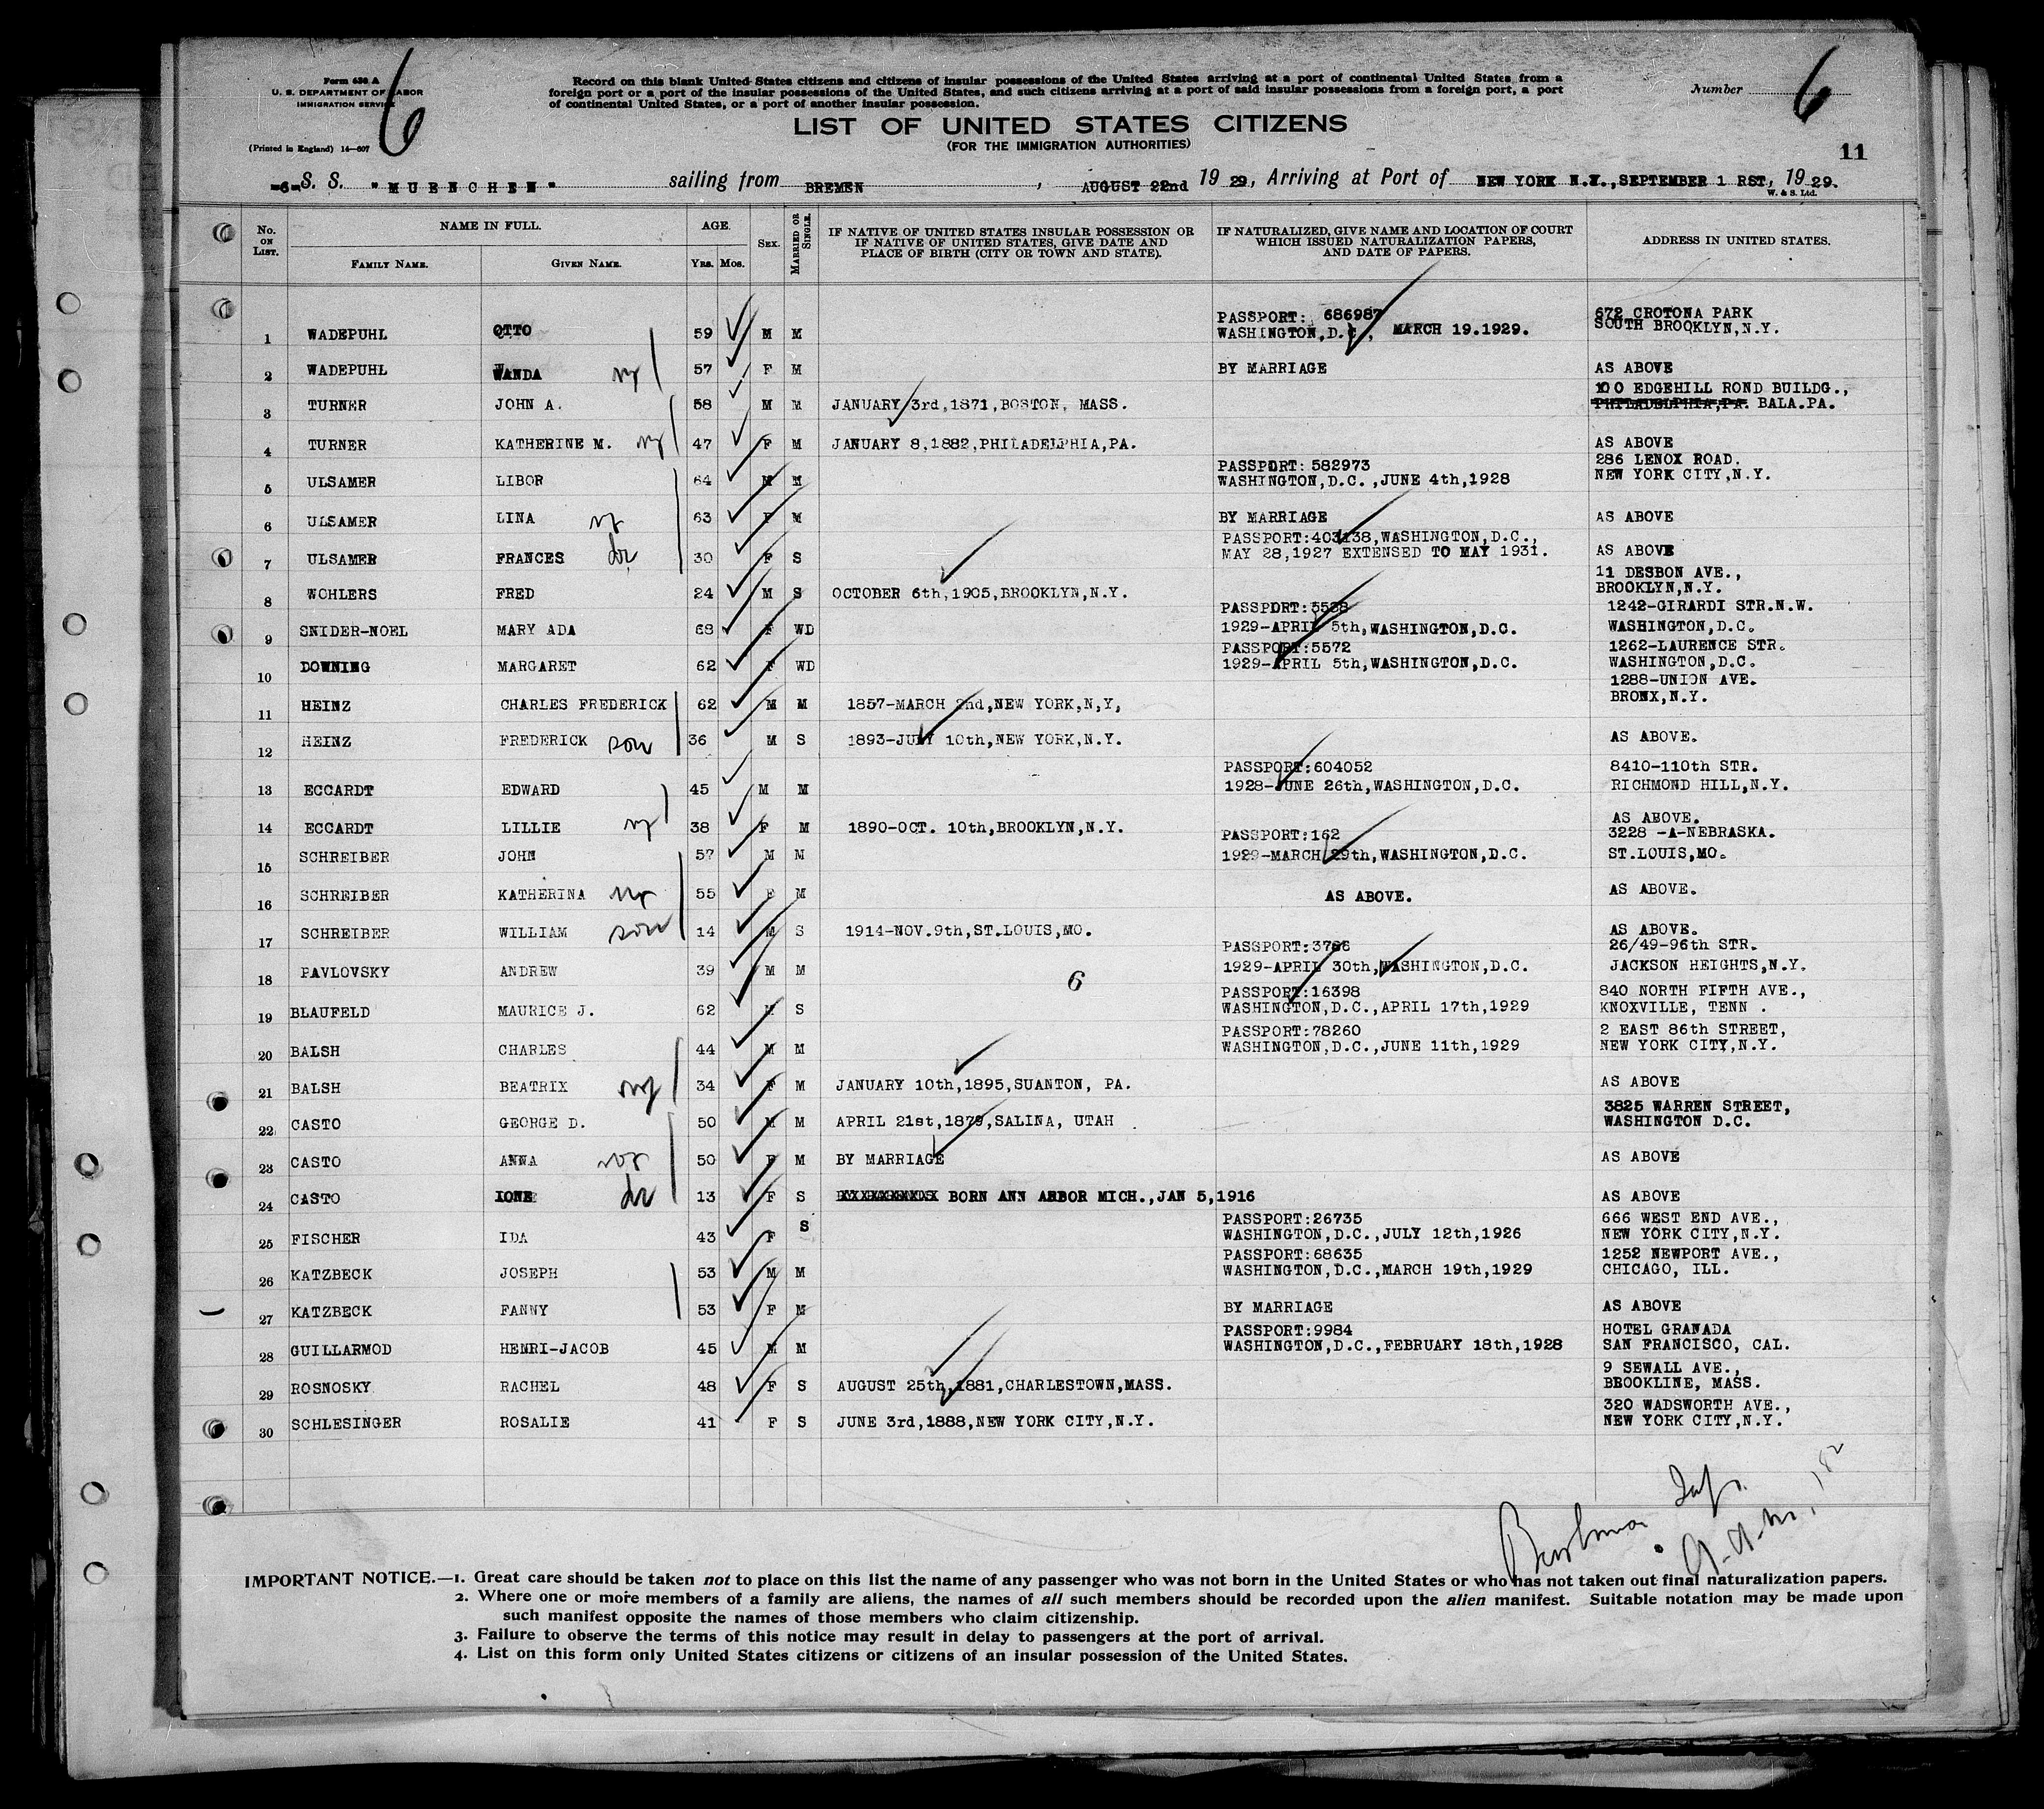 Form 630 A
U. S. DEPARTMENT OF LABOR
IMMIGRATION SERVICE
(Printed in England) 14—607
6
Record on this blank United States citizens and citizens of insular possessions of the United States arriving at a port of continental United States from a
foreign port or a port of the insular possessions of the United States, and such citizens arriving at a port of said insular possessions from a foreign port, a port
of continental United States, or a port of another insular possession.
Number 6
LIST OF UNITED STATES CITIZENS
(FOR THE IMMIGRATION AUTHORITIES)
11
-6- S. S. "MUENCHEN" sailing from BREMEN, AUGUST 22nd 19 29, Arriving at Port of NEW YORK N.Y., SEPTEMBER 1 RST, 19 29.
W. & S. Ltd.
No. ON LIST. NAME IN FULL. FAMILY NAME. GIVEN NAME. AGE. YRS. MOS. SEX. MARRIED OR SINGLE. IF NATIVE OF UNITED STATES INSULAR POSSESSION OR IF NATIVE OF UNITED STATES, GIVE DATE AND PLACE OF BIRTH (CITY OR TOWN AND STATE). IF NATURALIZED, GIVE NAME AND LOCATION OF COURT WHICH ISSUED NATURALIZATION PAPERS, AND DATE OF PAPERS. ADDRESS IN UNITED STATES.
1 WADEPUHL OTTO 59 M M PASSPORT: 686987 WASHINGTON,D.C., MARCH 19.1929. 672 CROTONA PARK SOUTH BROOKLYN,N.Y.
2 WADEPUHL WANDA 57 F M BY MARRIAGE AS ABOVE
3 TURNER JOHN A. 58 M M JANUARY 3rd,1871,BOSTON, MASS. 100 EDGEHILL ROND BUILDG., PHILADELPHIA,PA. BALA.PA.
4 TURNER KATHERINE M. 47 F M JANUARY 8,1882,PHILADELPHIA,PA. AS ABOVE
5 ULSAMER LIBOR 64 M M PASSPORT: 582973 WASHINGTON,D.C.,JUNE 4th,1928 286 LENOX ROAD. NEW YORK CITY,N.Y.
6 ULSAMER LINA 63 F M BY MARRIAGE AS ABOVE
7 ULSAMER FRANCES 30 F S PASSPORT:403138,WASHINGTON,D.C., MAY 28,1927 EXTENSED TO MAY 1931. AS ABOVE
8 WOHLERS FRED 24 M S OCTOBER 6th,1905,BROOKLYN,N.Y. 11 DESBON AVE., BROOKLYN,N.Y.
9 SNIDER-NOEL MARY ADA 68 F WD PASSPORT:5538 1929-APRIL 5th,WASHINGTON,D.C. 1242-GIRARDI STR.N.W. WASHINGTON,D.C.
10 DOWNING MARGARET 62 F WD PASSPORT:5572 1929-APRIL 5th,WASHINGTON,D.C. 1262-LAURENCE STR. WASHINGTON,D.C.
11 HEINZ CHARLES FREDERICK 62 M M 1857-MARCH 2nd,NEW YORK,N,Y, 1288-UNION AVE. BRONX,N.Y.
12 HEINZ FREDERICK son 36 M S 1893-JULY 10th,NEW YORK,N.Y. AS ABOVE.
13 ECCARDT EDWARD 45 M M PASSPORT:604052 1928-JUNE 26th,WASHINGTON,D.C. 8410-110th STR. RICHMOND HILL,N.Y.
14 ECCARDT LILLIE 38 F M 1890-OCT. 10th,BROOKLYN,N.Y. AS ABOVE.
15 SCHREIBER JOHN 57 M M PASSPORT:162 1929-MARCH 29th,WASHINGTON,D.C. 3228 -A-NEBRASKA. ST.LOUIS,MO.
16 SCHREIBER KATHERINA 55 F M AS ABOVE. AS ABOVE.
17 SCHREIBER WILLIAM son 14 M S 1914-NOV.9th,ST.LOUIS,MO. AS ABOVE.
18 PAVLOVSKY ANDREW 39 M M 6 PASSPORT:3768 1929-APRIL 30th,WASHINGTON,D.C. 26/49-96th STR. JACKSON HEIGHTS,N.Y.
19 BLAUFELD MAURICE J. 62 M S PASSPORT:16398 WASHINGTON,D.C.,APRIL 17th,1929 840 NORTH FIFTH AVE., KNOXVILLE, TENN .
20 BALSH CHARLES 44 M M PASSPORT:78260 WASHINGTON,D.C.,JUNE 11th,1929 2 EAST 86th STREET, NEW YORK CITY,N.Y.
21 BALSH BEATRIX 34 F M JANUARY 10th,1895,SUANTON, PA. AS ABOVE
22 CASTO GEORGE D. 50 M M APRIL 21st,1879,SALINA, UTAH 3825 WARREN STREET, WASHINGTON D.C.
23 CASTO ANNA 50 F M BY MARRIAGE AS ABOVE
24 CASTO IONE 13 F S BORN ANN ARBOR MICH.,JAN 5,1916 AS ABOVE
25 FISCHER IDA 43 F S PASSPORT:26735 WASHINGTON,D.C.,JULY 12th,1926 666 WEST END AVE., NEW YORK CITY,N.Y.
26 KATZBECK JOSEPH 53 M M PASSPORT:68635 WASHINGTON,D.C.,MARCH 19th,1929 1252 NEWPORT AVE., CHICAGO, ILL.
27 KATZBECK FANNY 53 F M BY MARRIAGE AS ABOVE
28 GUILLARMOD HENRI-JACOB 45 M M PASSPORT:9984 WASHINGTON,D.C.,FEBRUARY 18th,1928 HOTEL GRANADA SAN FRANCISCO, CAL.
29 ROSNOSKY RACHEL 48 F S AUGUST 25th,1881,CHARLESTOWN,MASS. 9 SEWALL AVE., BROOKLINE, MASS.
30 SCHLESINGER ROSALIE 41 F S JUNE 3rd,1888,NEW YORK CITY,N.Y. 320 WADSWORTH AVE., NEW YORK CITY,N.Y.
IMPORTANT NOTICE.—1. Great care should be taken not to place on this list the name of any passenger who was not born in the United States or who has not taken out final naturalization papers.
2. Where one or more members of a family are aliens, the names of all such members should be recorded upon the alien manifest. Suitable notation may be made upon
such manifest opposite the names of those members who claim citizenship.
3. Failure to observe the terms of this notice may result in delay to passengers at the port of arrival.
4. List on this form only United States citizens or citizens of an insular possession of the United States.